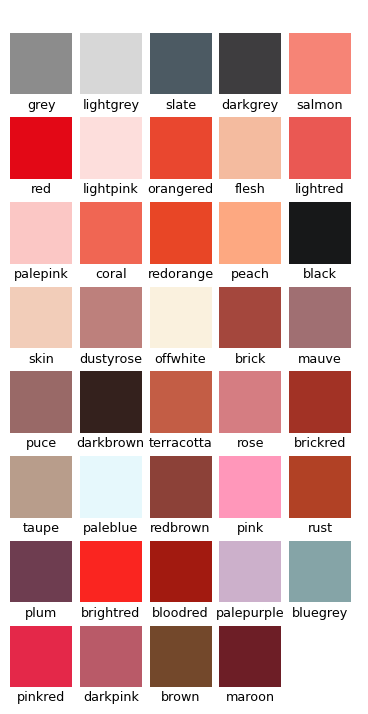 grey lightgrey slate darkgrey salmon
red lightpink orangered flesh lightred
palepink coral redorange peach black
skin dustyrose offwhite brick mauve
puce darkbrown terracotta rose brickred
taupe paleblue redbrown pink rust
plum brightred bloodred palepurple bluegrey
pinkred darkpink brown maroon